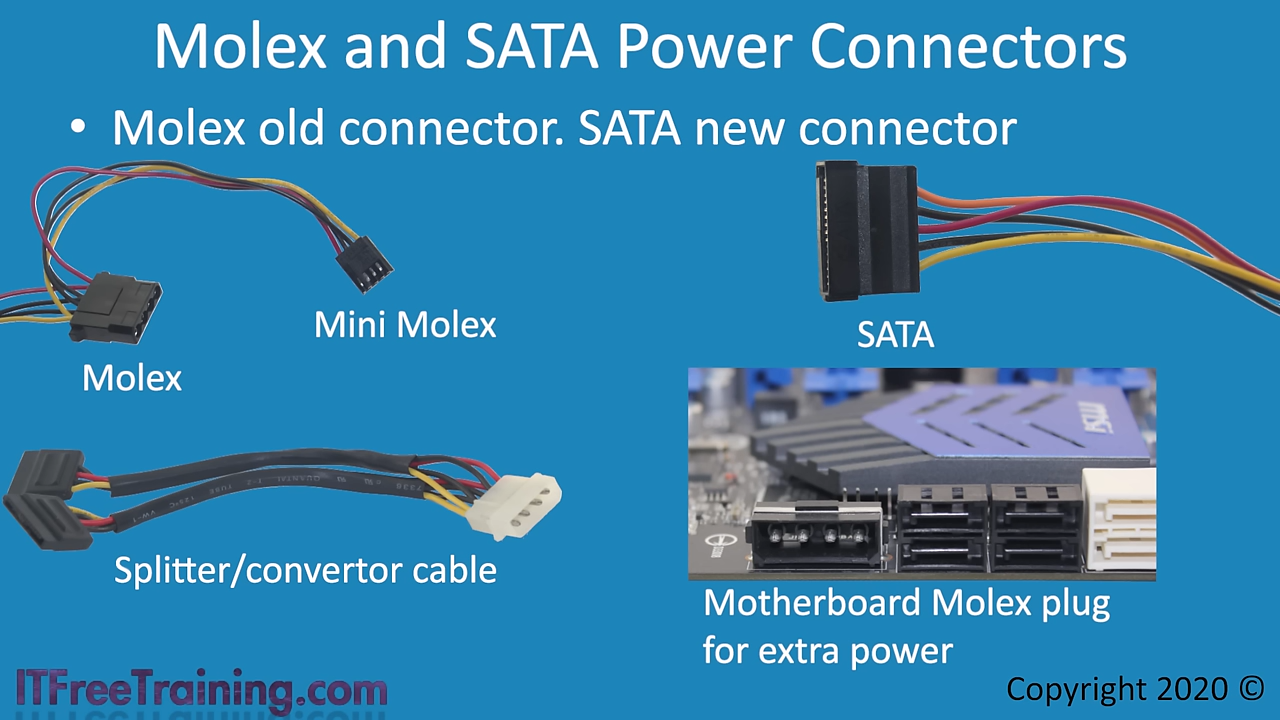 Molex and SATA Power Connectors
• Molex old connector. SATA new connector
Mini Molex
Molex
SATA
Splitter/convertor cable
msi
Motherboard Molex plug
for extra power
ITFreeTraining.com
Copyright 2020 ©